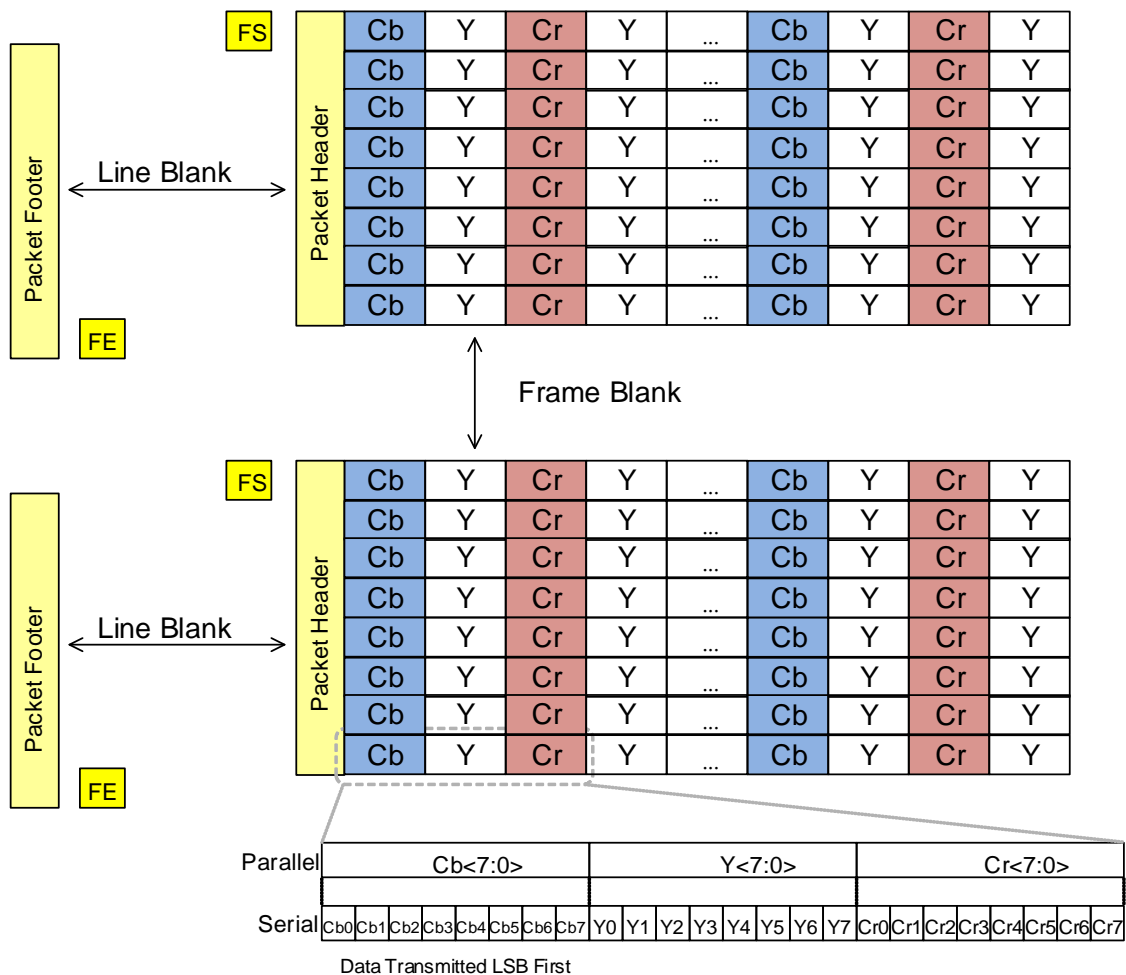 FS Cb Y Cr Y ... Cb Y Cr Y
Cb Y Cr Y ... Cb Y Cr Y
Cb Y Cr Y ... Cb Y Cr Y
Cb Y Cr Y ... Cb Y Cr Y
Cb Y Cr Y ... Cb Y Cr Y
Cb Y Cr Y ... Cb Y Cr Y
Cb Y Cr Y ... Cb Y Cr Y
Cb Y Cr Y ... Cb Y Cr Y
Packet Footer
Line Blank
Packet Header
FE
Frame Blank
FS Cb Y Cr Y ... Cb Y Cr Y
Cb Y Cr Y ... Cb Y Cr Y
Cb Y Cr Y ... Cb Y Cr Y
Cb Y Cr Y ... Cb Y Cr Y
Cb Y Cr Y ... Cb Y Cr Y
Cb Y Cr Y ... Cb Y Cr Y
Cb Y Cr Y ... Cb Y Cr Y
Cb Y Cr Y ... Cb Y Cr Y
Packet Footer
Line Blank
Packet Header
FE
Parallel Cb<7:0> Y<7:0> Cr<7:0>
Serial Cb0 Cb1 Cb2 Cb3 Cb4 Cb5 Cb6 Cb7 Y0 Y1 Y2 Y3 Y4 Y5 Y6 Y7 Cr0 Cr1 Cr2 Cr3 Cr4 Cr5 Cr6 Cr7
Data Transmitted LSB First